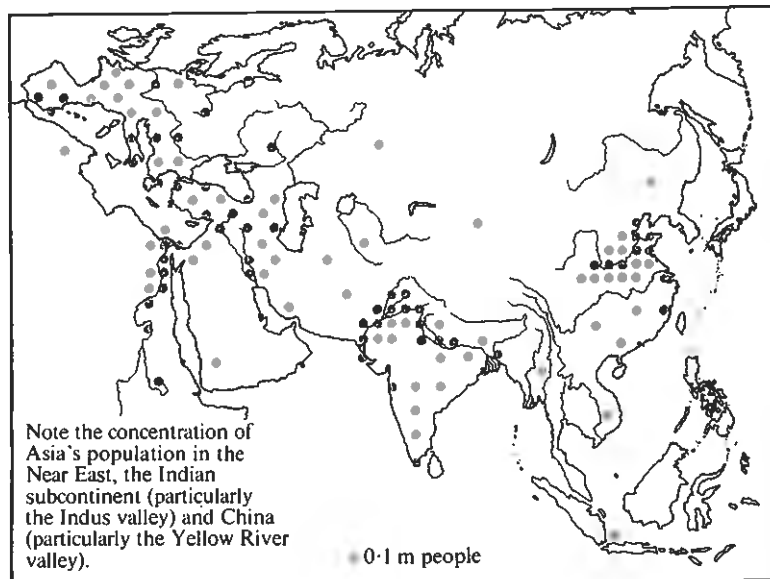 Note the concentration of
Asia's population in the
Near East, the Indian
subcontinent (particularly
the Indus valley) and China
(particularly the Yellow River
valley).
0·1 m people